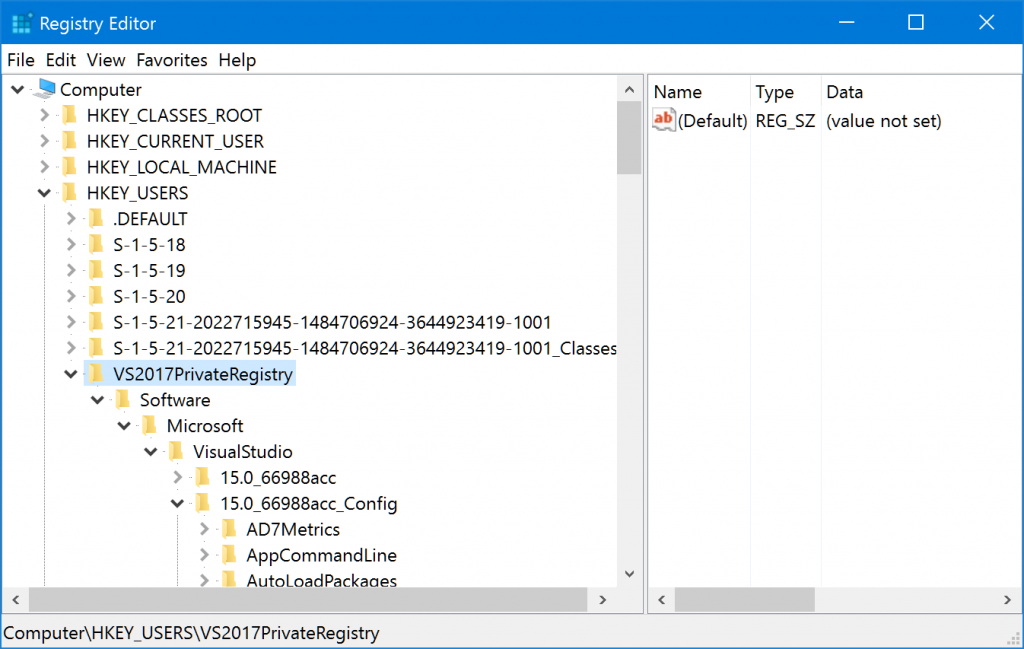 Registry Editor
File Edit View Favorites Help
Computer
HKEY_CLASSES_ROOT
HKEY_CURRENT_USER
HKEY_LOCAL_MACHINE
HKEY_USERS
.DEFAULT
S-1-5-18
S-1-5-19
S-1-5-20
S-1-5-21-2022715945-1484706924-3644923419-1001
S-1-5-21-2022715945-1484706924-3644923419-1001_Classes
VS2017PrivateRegistry
Software
Microsoft
VisualStudio
15.0_66988acc
15.0_66988acc_Config
AD7Metrics
AppCommandLine
AutoLoadPackages
Name Type Data
ab (Default) REG_SZ (value not set)
Computer\HKEY_USERS\VS2017PrivateRegistry